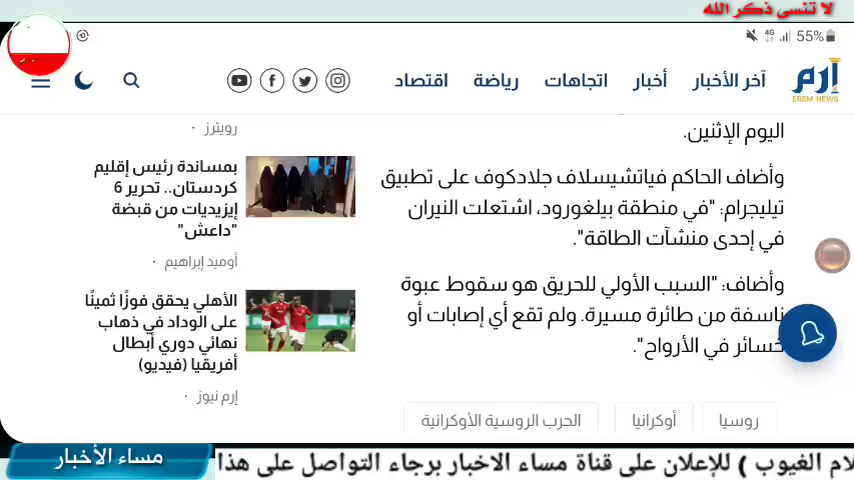 لا تنسى ذكر الله
4G
55%
إرم
EREM NEWS
آخر الأخبار
أخبار
اتجاهات
رياضة
اقتصاد
اليوم الإثنين.
وأضاف الحاكم فياتشيسلاف جلادكوف على تطبيق
تيليجرام: "في منطقة بيلغورود، اشتعلت النيران
في إحدى منشآت الطاقة".
وأضاف: "السبب الأولي للحريق هو سقوط عبوة
ناسفة من طائرة مسيرة. ولم تقع أي إصابات أو
خسائر في الأرواح".
روسيا
أوكرانيا
الحرب الروسية الأوكرانية
رويترز
بمساندة رئيس إقليم
كردستان.. تحرير 6
إيزيديات من قبضة
"داعش"
أوميد إبراهيم
الأهلي يحقق فوزًا ثمينًا
على الوداد في ذهاب
نهائي دوري أبطال
أفريقيا (فيديو)
إرم نيوز
لام الغيوب ) للإعلان على قناة مساء الاخبار برجاء التواصل على هذا
مساء الأخبار